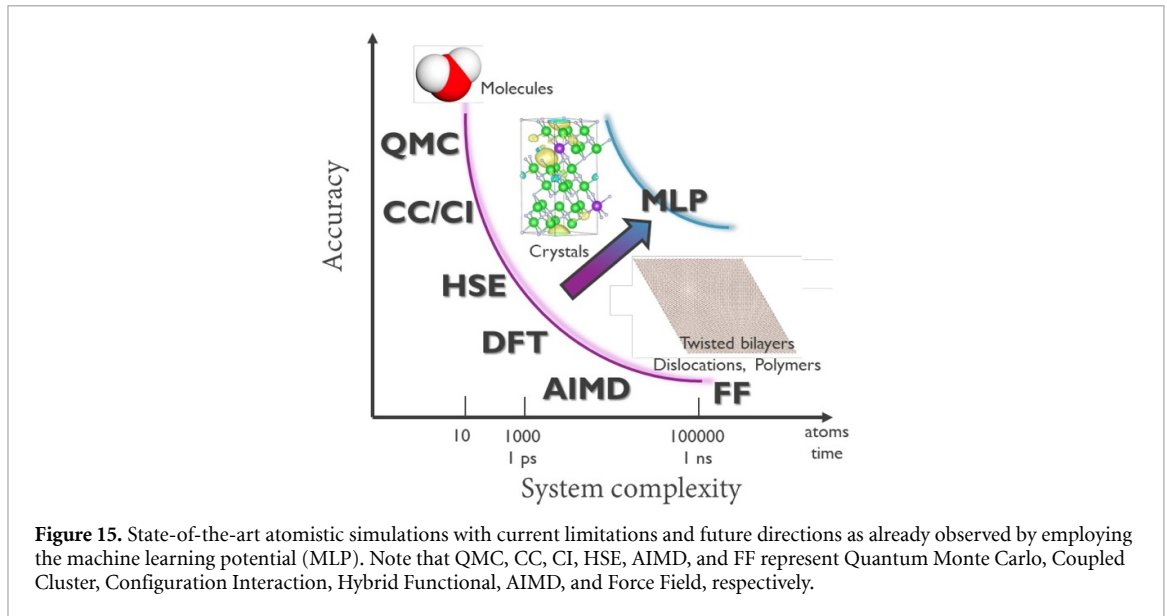 Accuracy
Molecules
QMC
CC/CI
HSE
DFT
AIMD
FF
MLP
Crystals
Twisted bilayers
Dislocations, Polymers
10 1000 100000 atoms
1 ps 1 ns time
System complexity
Figure 15. State-of-the-art atomistic simulations with current limitations and future directions as already observed by employing
the machine learning potential (MLP). Note that QMC, CC, CI, HSE, AIMD, and FF represent Quantum Monte Carlo, Coupled
Cluster, Configuration Interaction, Hybrid Functional, AIMD, and Force Field, respectively.